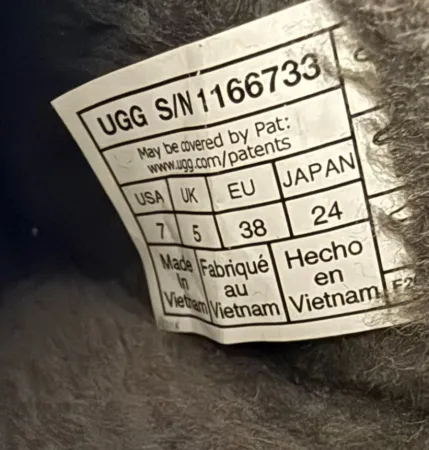 UGG S/N 1166733
May be covered by Pat:
www.ugg.com/patents
USA UK EU JAPAN
7 5 38 24
Made in Vietnam
Fabriqué au Vietnam
Hecho en Vietnam